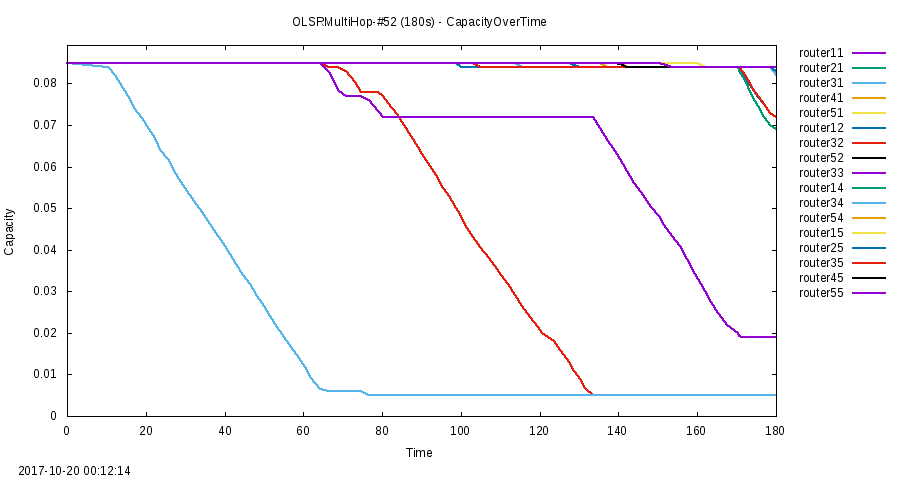 OLSRMultiHop-#52 (180s) - CapacityOverTime
Capacity
0.08
0.07
0.06
0.05
0.04
0.03
0.02
0.01
0
0 20 40 60 80 100 120 140 160 180
Time
router11
router21
router31
router41
router51
router12
router32
router52
router33
router14
router34
router54
router15
router25
router35
router45
router55
2017-10-20 00:12:14